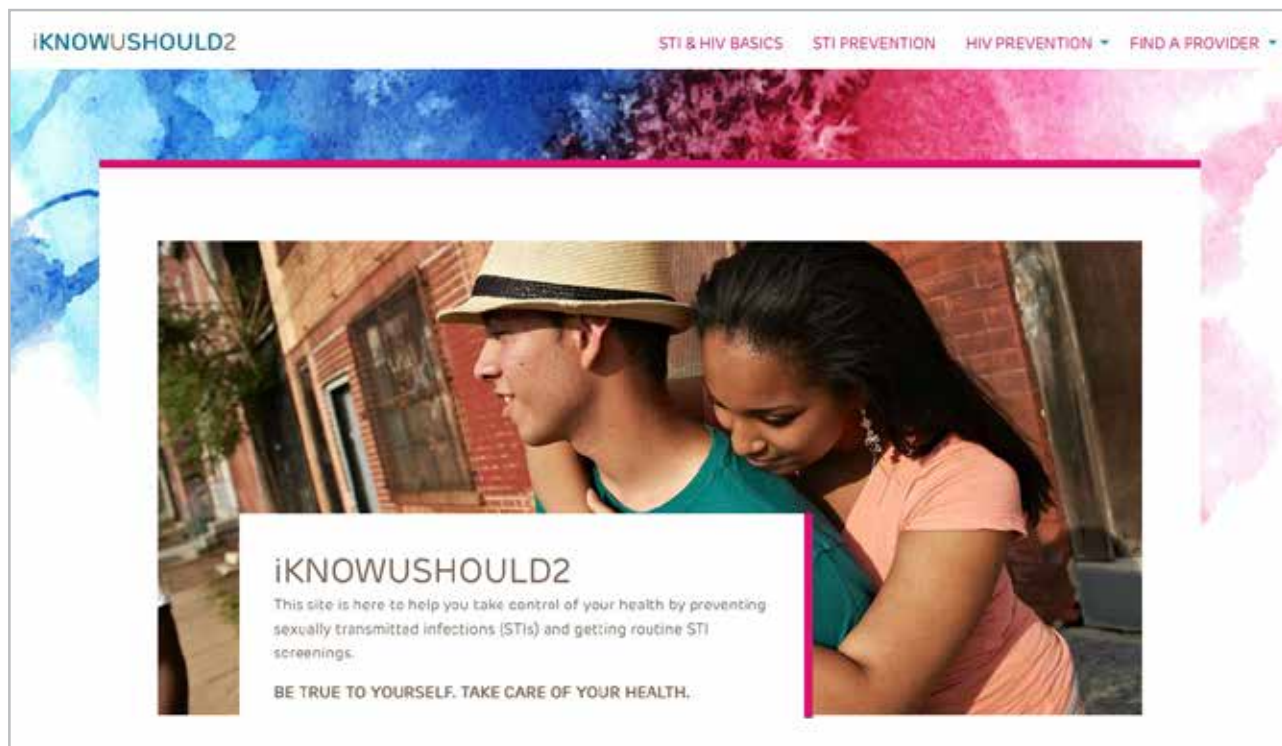 iKNOWUSHOULD2
STI & HIV BASICS STI PREVENTION HIV PREVENTION FIND A PROVIDER
iKNOWUSHOULD2
This site is here to help you take control of your health by preventing
sexually transmitted infections (STIs) and getting routine STI
screenings.
BE TRUE TO YOURSELF. TAKE CARE OF YOUR HEALTH.